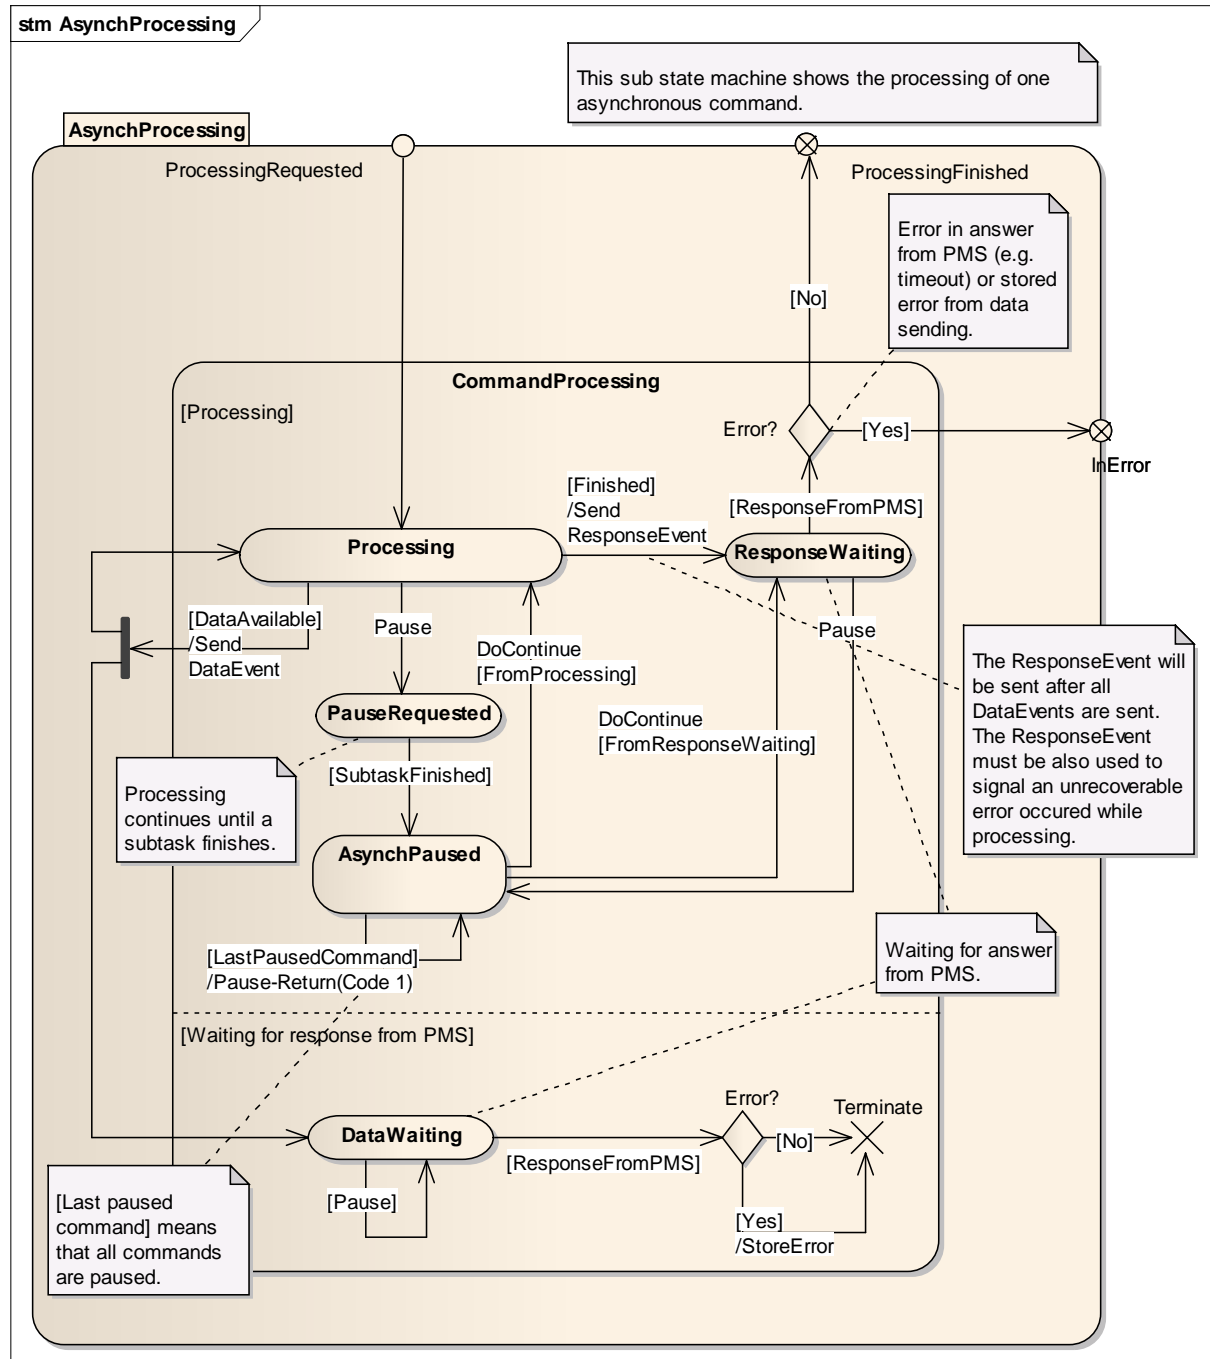 stm AsynchProcessing
This sub state machine shows the processing of one
asynchronous command.
AsynchProcessing
ProcessingRequested
ProcessingFinished
Error in answer
from PMS (e.g.
timeout) or stored
error from data
sending.
[No]
CommandProcessing
[Processing]
Error?
[Yes]
InError
[Finished]
/Send
ResponseEvent
[ResponseFromPMS]
Processing
ResponseWaiting
[DataAvailable]
/Send
DataEvent
Pause
DoContinue
[FromProcessing]
Pause
The ResponseEvent will
be sent after all
DataEvents are sent.
The ResponseEvent
must be also used to
signal an unrecoverable
error occured while
processing.
PauseRequested
DoContinue
[FromResponseWaiting]
[SubtaskFinished]
Processing
continues until a
subtask finishes.
AsynchPaused
[LastPausedCommand]
/Pause-Return(Code 1)
Waiting for answer
from PMS.
[Waiting for response from PMS]
DataWaiting
[ResponseFromPMS]
[Pause]
Error?
Terminate
[No]
[Yes]
/StoreError
[Last paused
command] means
that all commands
are paused.